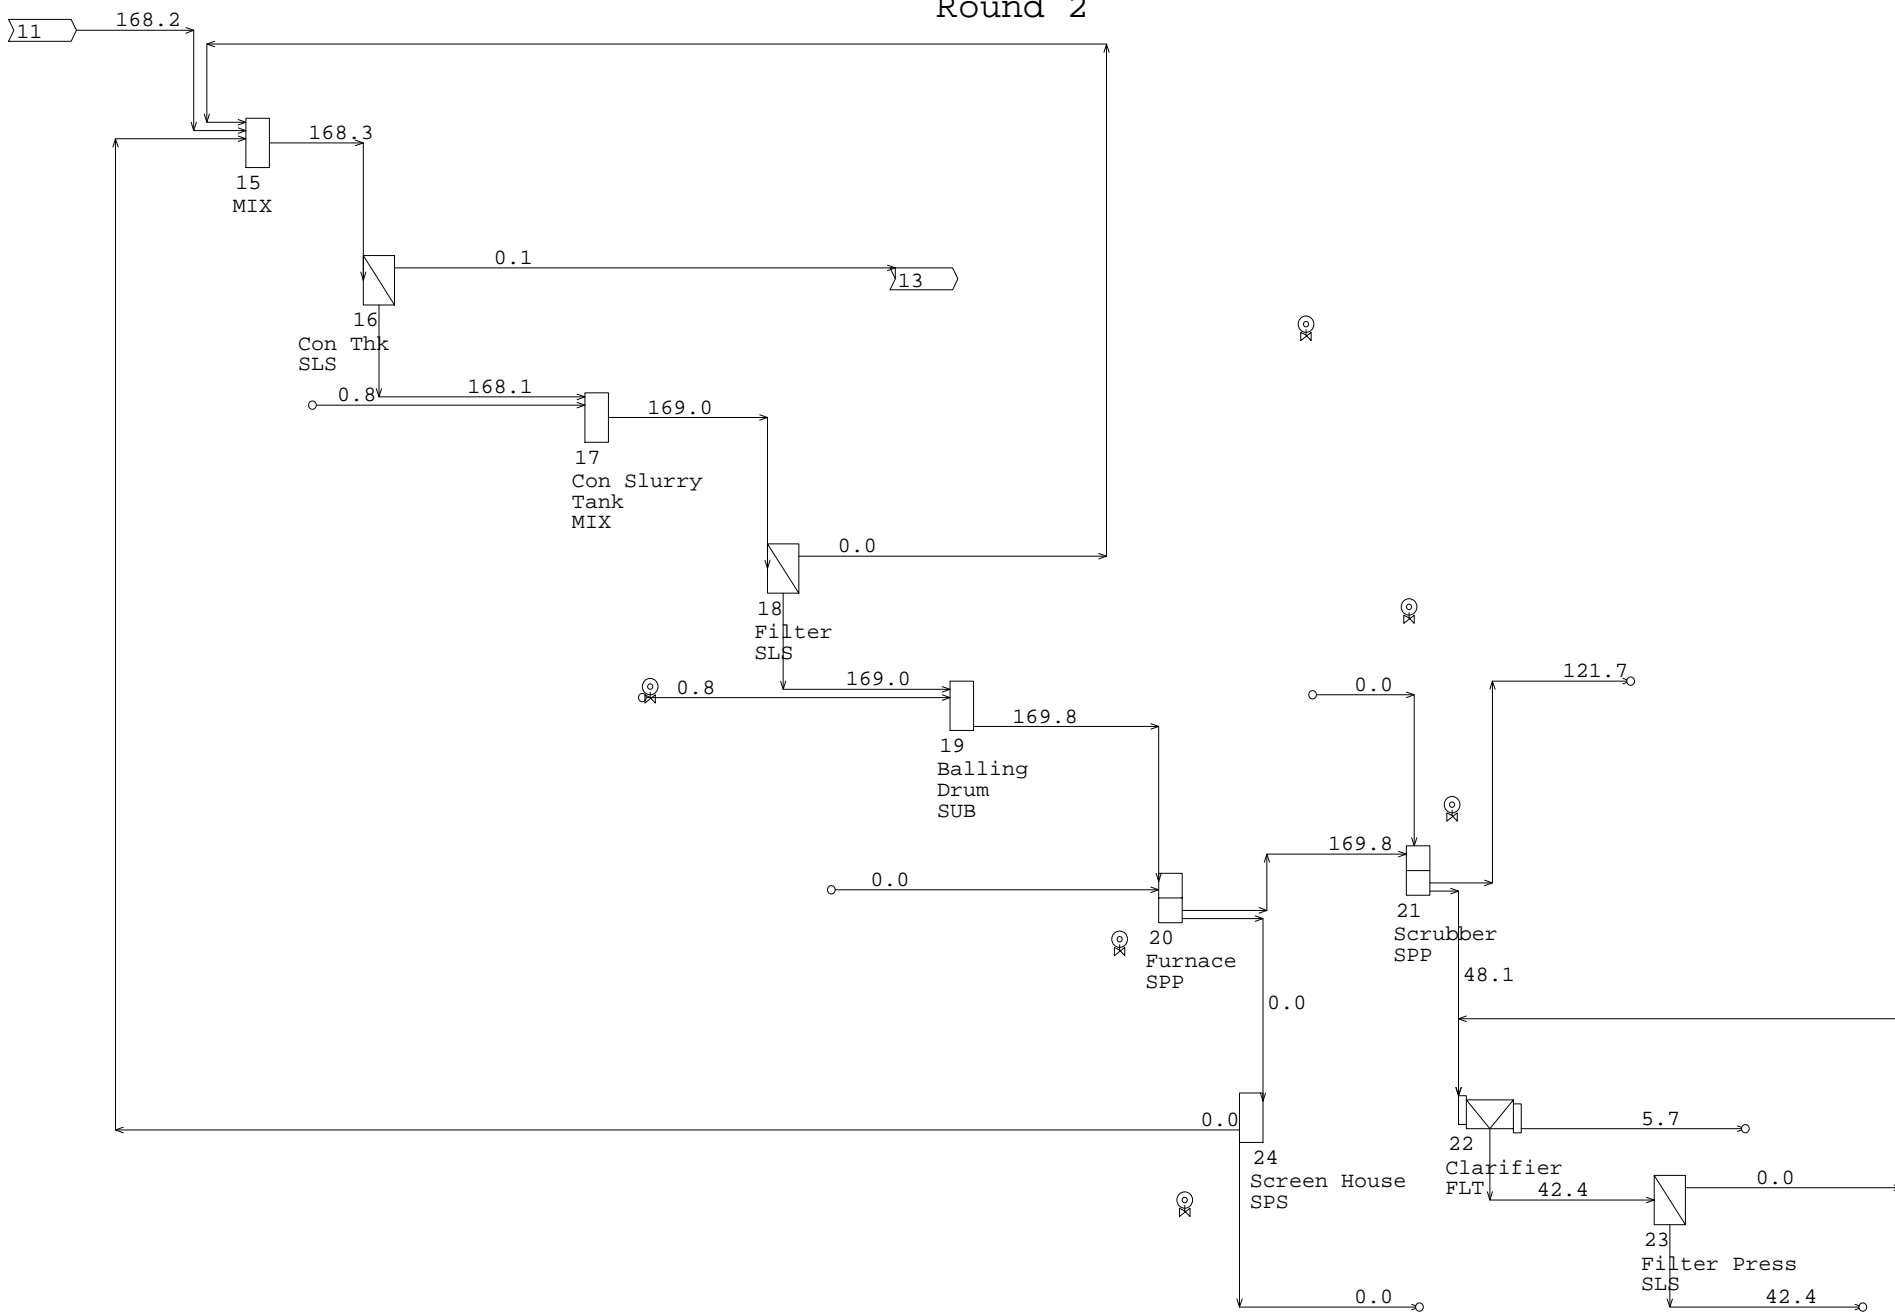 Round 2
11
168.2
168.3
15
MIX
0.1
13
16
Con Thk
SLS
0.8
168.1
169.0
17
Con Slurry
Tank
MIX
0.0
18
Filter
SLS
0.8
169.0
169.8
19
Balling
Drum
SUB
0.0
121.7
169.8
0.0
20
Furnace
SPP
21
Scrubber
SPP
48.1
0.0
0.0
24
Screen House
SPS
5.7
22
Clarifier
FLT
42.4
0.0
23
Filter Press
SLS
0.0
42.4